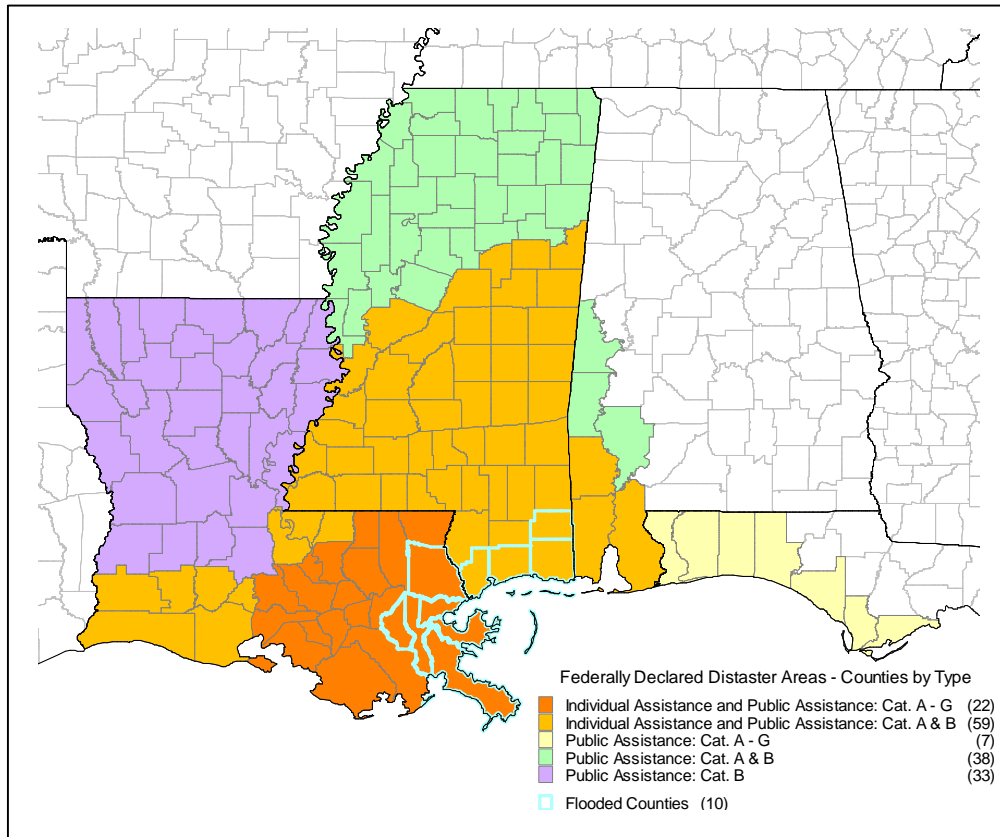 Federally Declared Distaster Areas - Counties by Type
Individual Assistance and Public Assistance: Cat. A - G (22)
Individual Assistance and Public Assistance: Cat. A & B (59)
Public Assistance: Cat. A - G (7)
Public Assistance: Cat. A & B (38)
Public Assistance: Cat. B (33)
Flooded Counties (10)